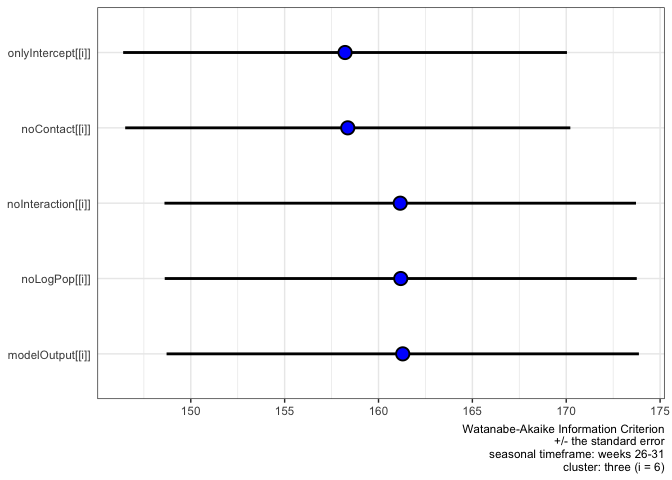 onlyIntercept[[i]]
noContact[[i]]
noInteraction[[i]]
noLogPop[[i]]
modelOutput[[i]]
150 155 160 165 170 175
Watanabe-Akaike Information Criterion
+/- the standard error
seasonal timeframe: weeks 26-31
cluster: three (i = 6)